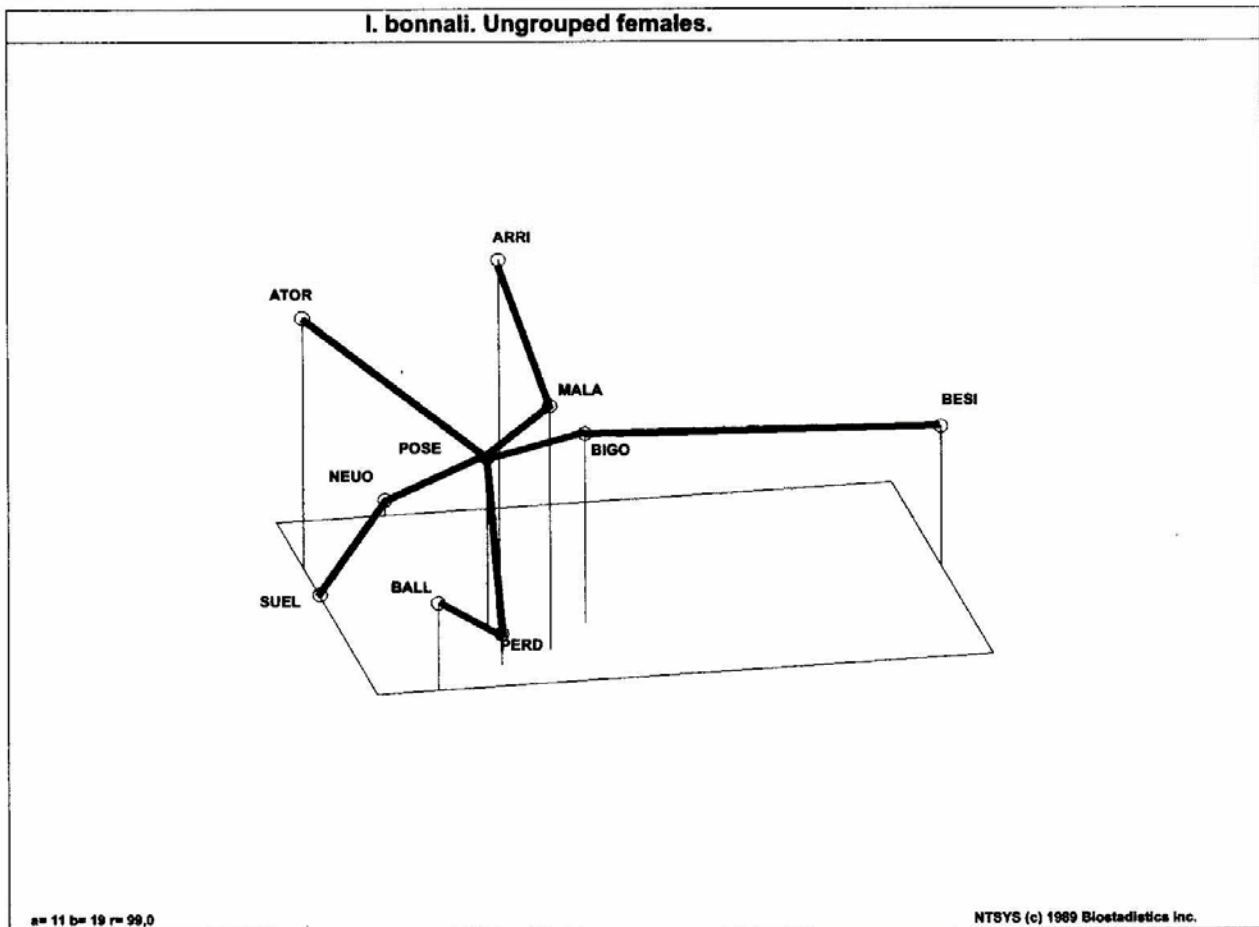 I. bonnali. Ungrouped females.
ARRI
ATOR
MALA
BESI
POSE
BIGO
NEUO
BALL
SUEL
PERD
a= 11 b= 19 r= 99,0
NTSYS (c) 1989 Biostadistics Inc.